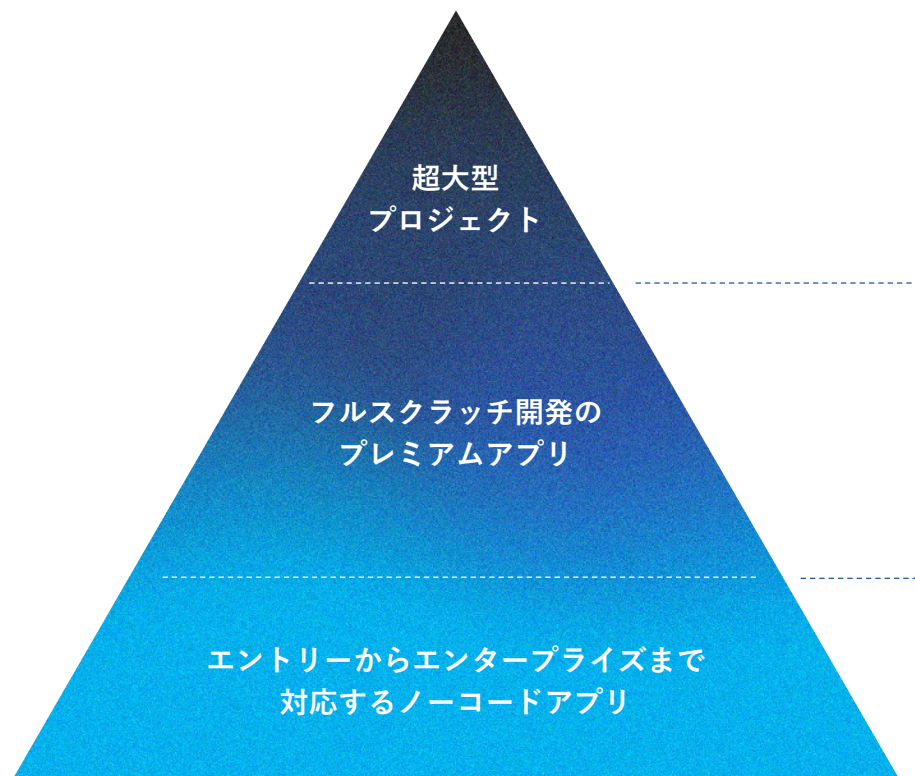 超大型
プロジェクト
フルスクラッチ開発の
プレミアムアプリ
エントリーからエンタープライズまで
対応するノーコードアプリ